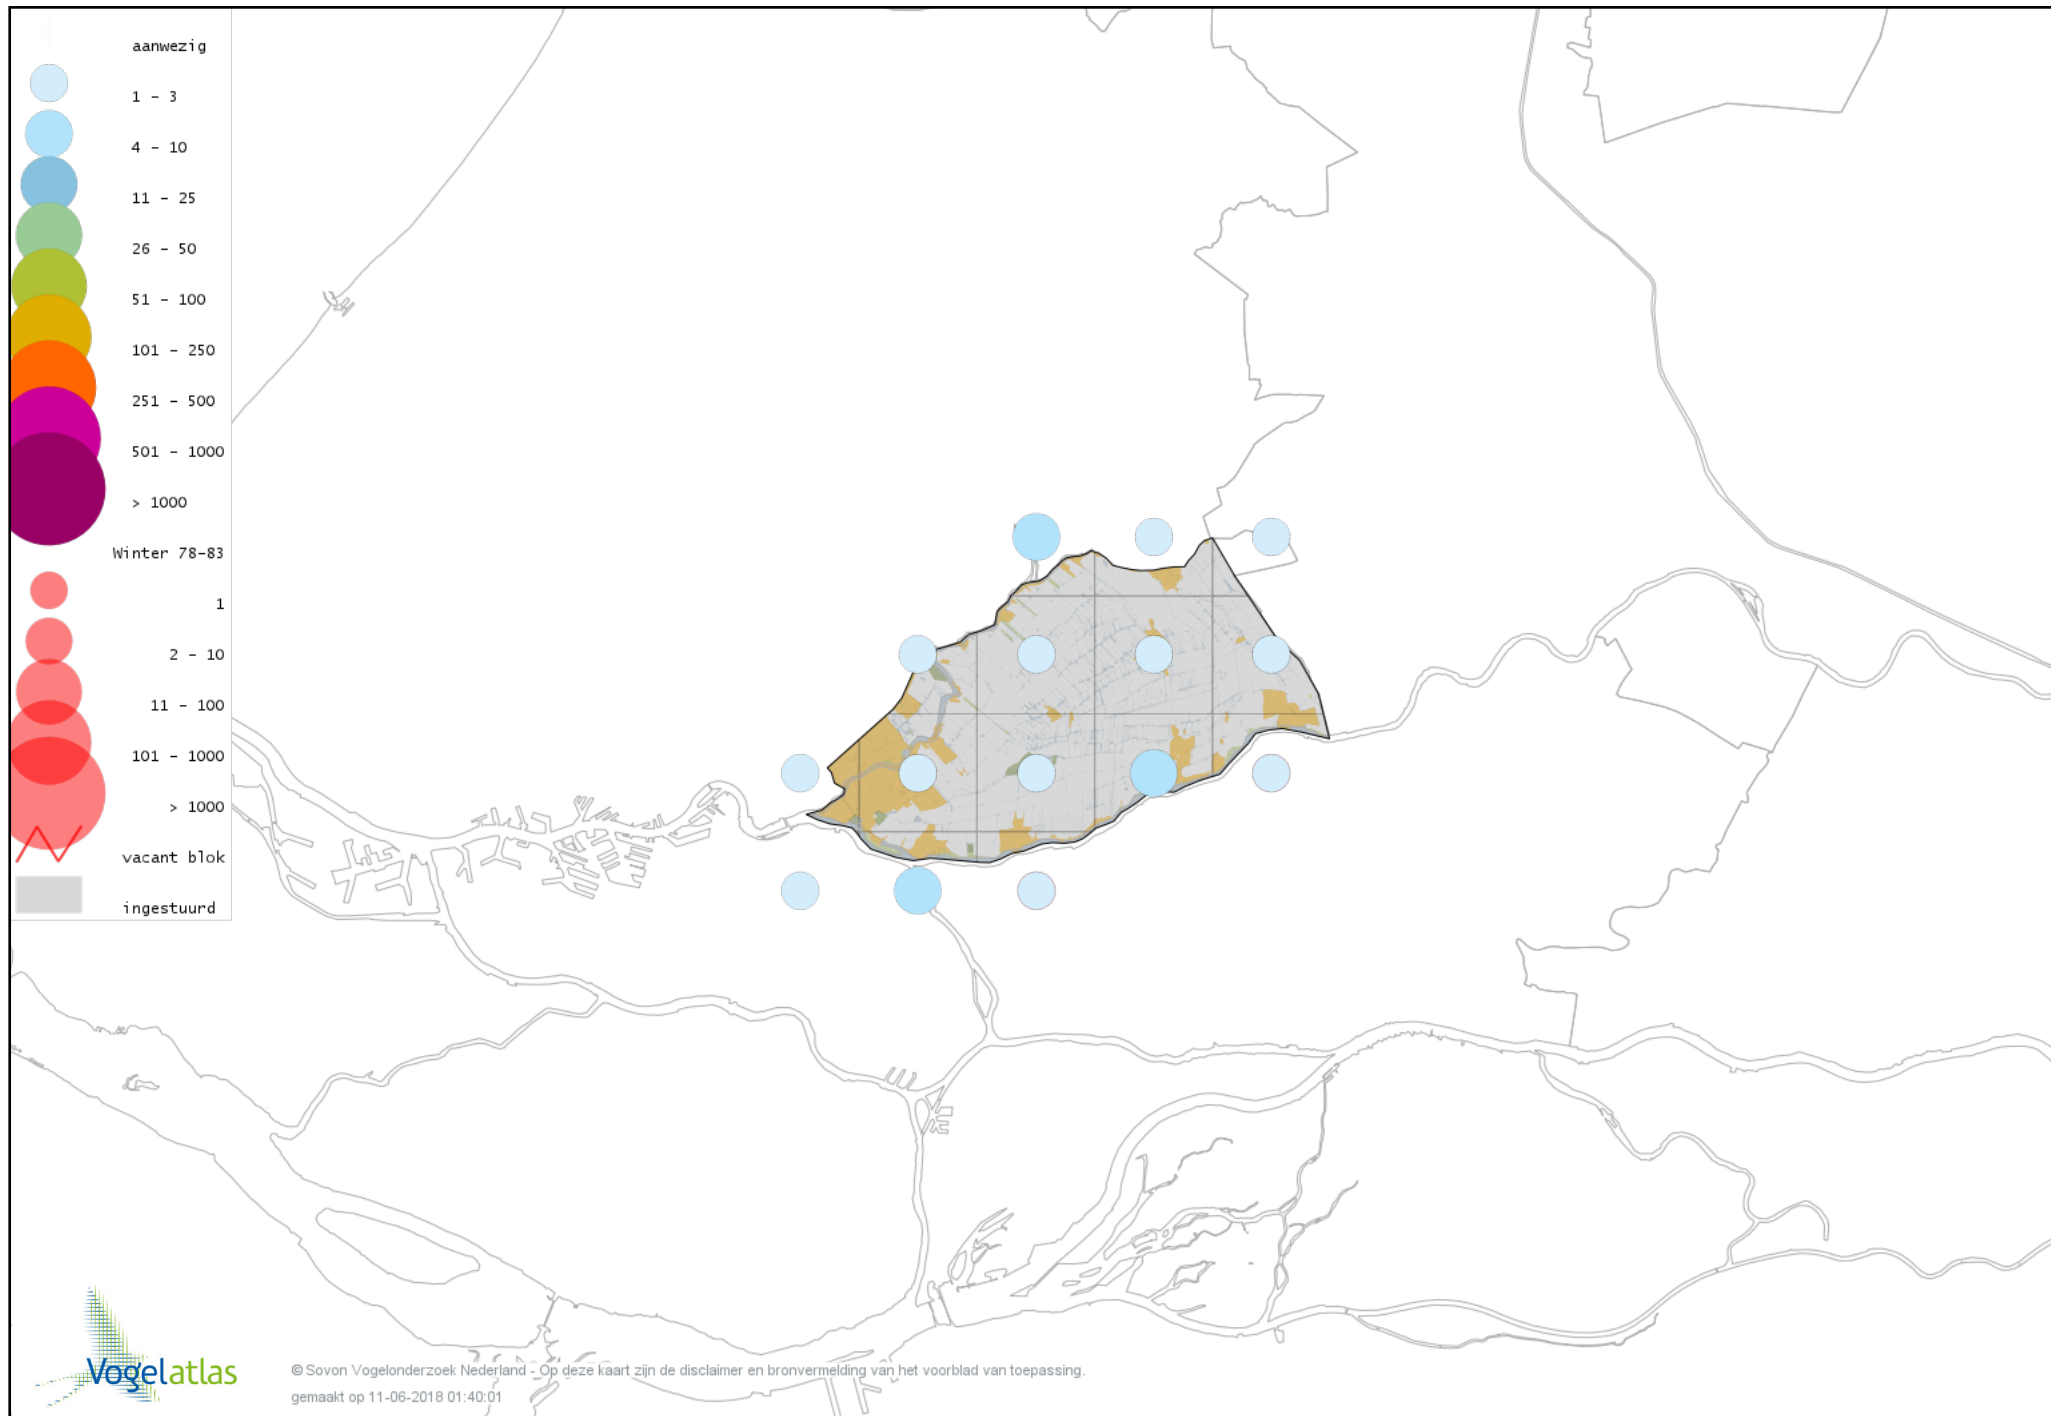 aanwezig
1 - 3
4 - 10
11 - 25
26 - 50
51 - 100
101 - 250
251 - 500
501 - 1000
> 1000
Winter 78-83
1
2 - 10
11 - 100
101 - 1000
> 1000
vacant blok
ingestuurd
Vogelatlas
© Sovon Vogelonderzoek Nederland - Op deze kaart zijn de disclaimer en bronvermelding van het voorblad van toepassing.
gemaakt op 11-06-2018 01:40:01